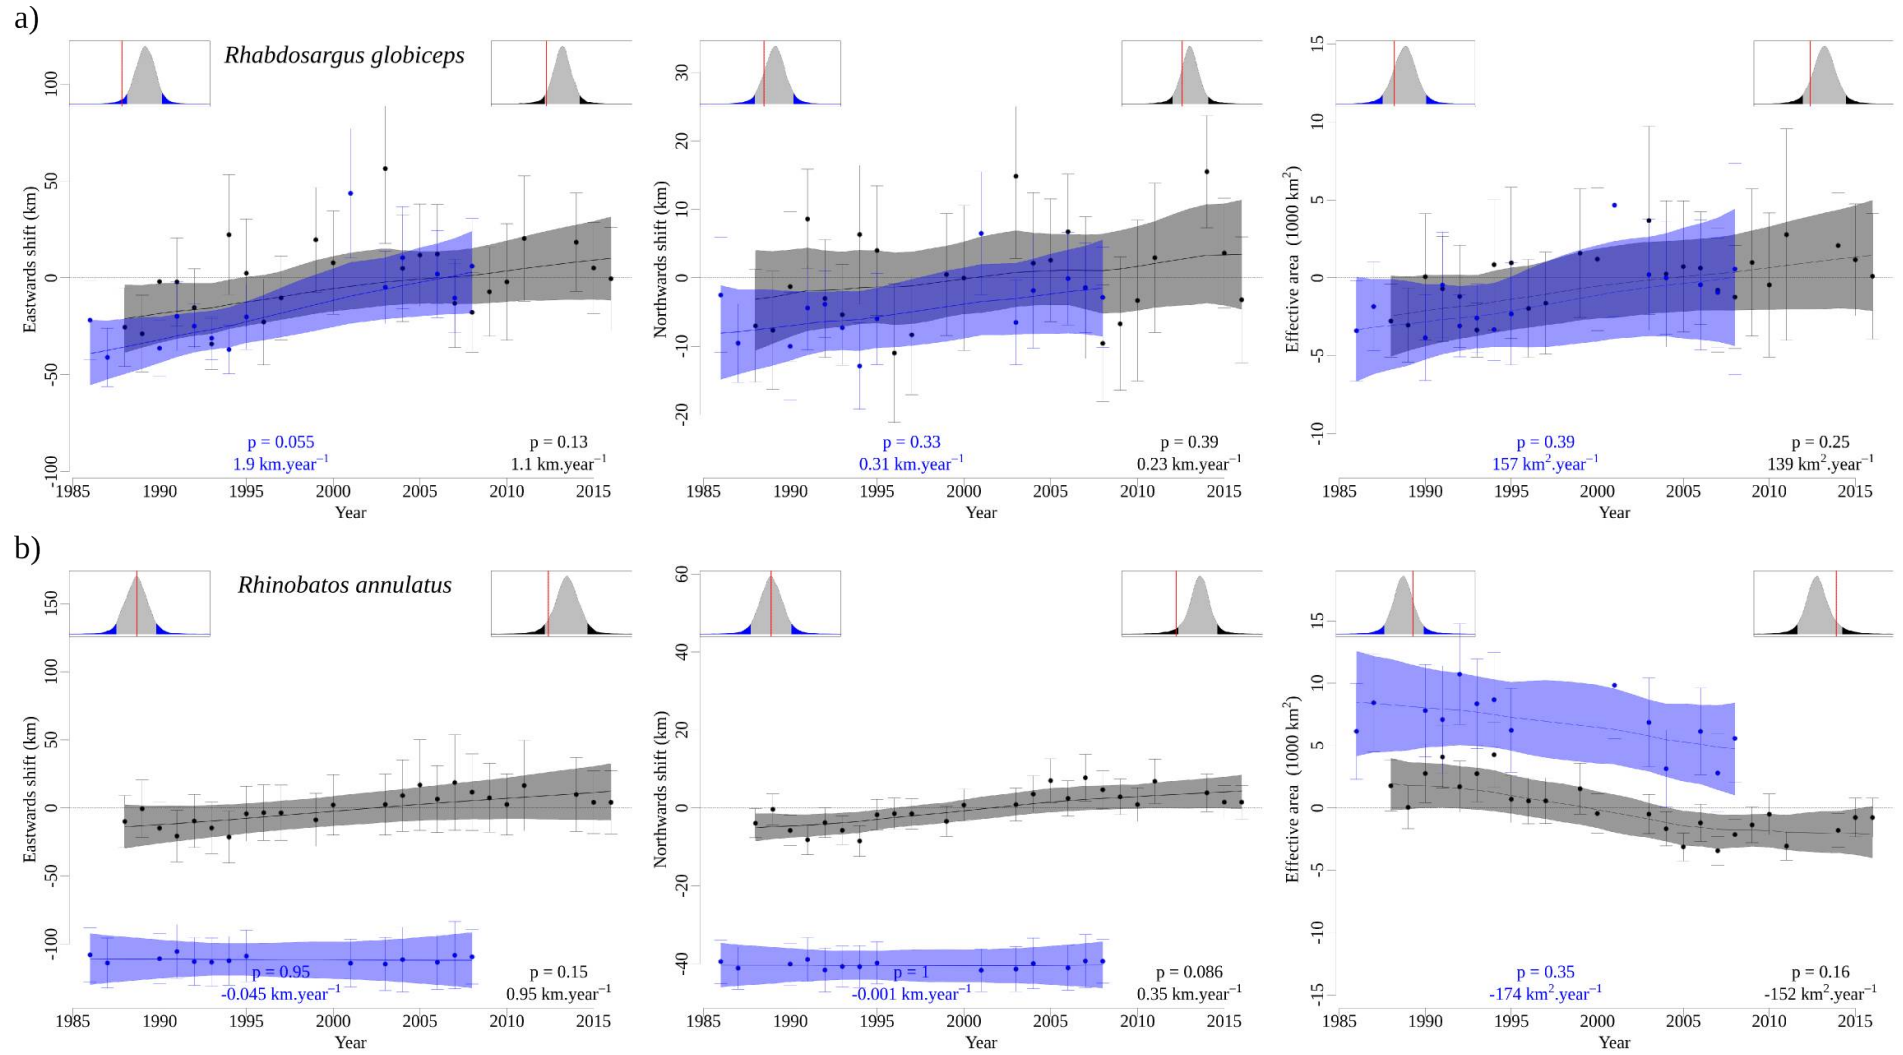 a)
Rhabdosargus globiceps
Eastwards shift (km)
100
50
0
-50
-100
p = 0.055
1.9 km.year⁻¹
p = 0.13
1.1 km.year⁻¹
1985 1990 1995 2000 2005 2010 2015
Year
Northwards shift (km)
30
20
10
0
-10
-20
p = 0.33
0.31 km.year⁻¹
p = 0.39
0.23 km.year⁻¹
1985 1990 1995 2000 2005 2010 2015
Year
Effective area (1000 km²)
15
10
5
0
-5
-10
p = 0.39
157 km².year⁻¹
p = 0.25
139 km².year⁻¹
1985 1990 1995 2000 2005 2010 2015
Year
b)
Rhinobatos annulatus
Eastwards shift (km)
150
100
50
0
-50
-100
p = 0.95
-0.045 km.year⁻¹
p = 0.15
0.95 km.year⁻¹
1985 1990 1995 2000 2005 2010 2015
Year
Northwards shift (km)
60
40
20
0
-20
-40
p = 1
-0.001 km.year⁻¹
p = 0.086
0.35 km.year⁻¹
1985 1990 1995 2000 2005 2010 2015
Year
Effective area (1000 km²)
15
10
5
0
-5
-10
-15
p = 0.35
-174 km².year⁻¹
p = 0.16
-152 km².year⁻¹
1985 1990 1995 2000 2005 2010 2015
Year